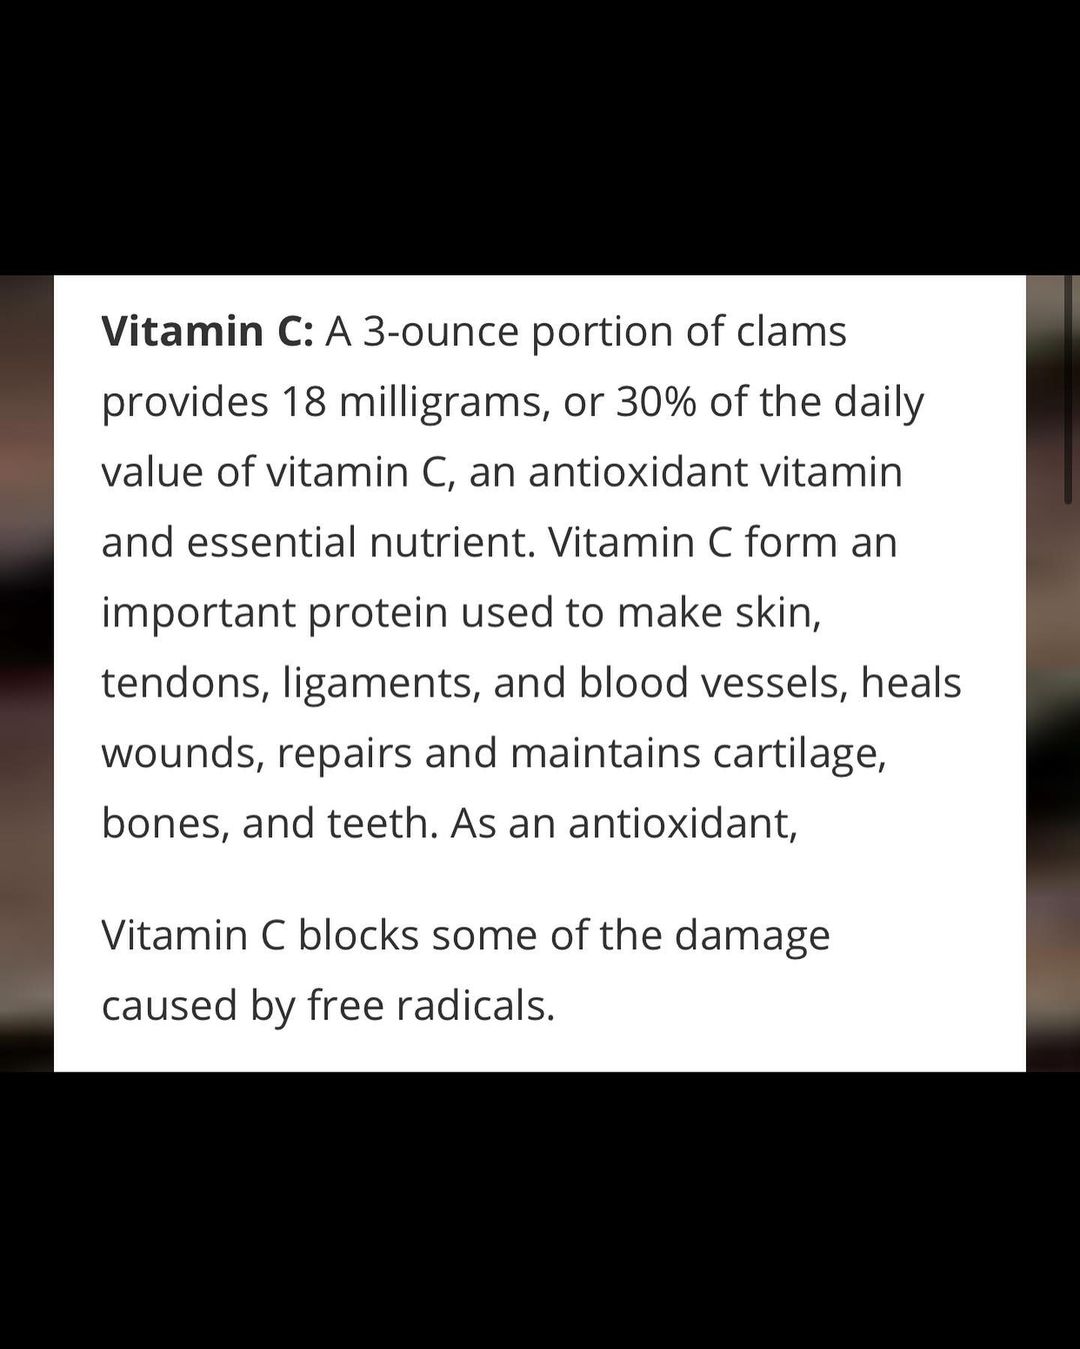 Vitamin C: A 3-ounce portion of clams
provides 18 milligrams, or 30% of the daily
value of vitamin C, an antioxidant vitamin
and essential nutrient. Vitamin C form an
important protein used to make skin,
tendons, ligaments, and blood vessels, heals
wounds, repairs and maintains cartilage,
bones, and teeth. As an antioxidant,
Vitamin C blocks some of the damage
caused by free radicals.